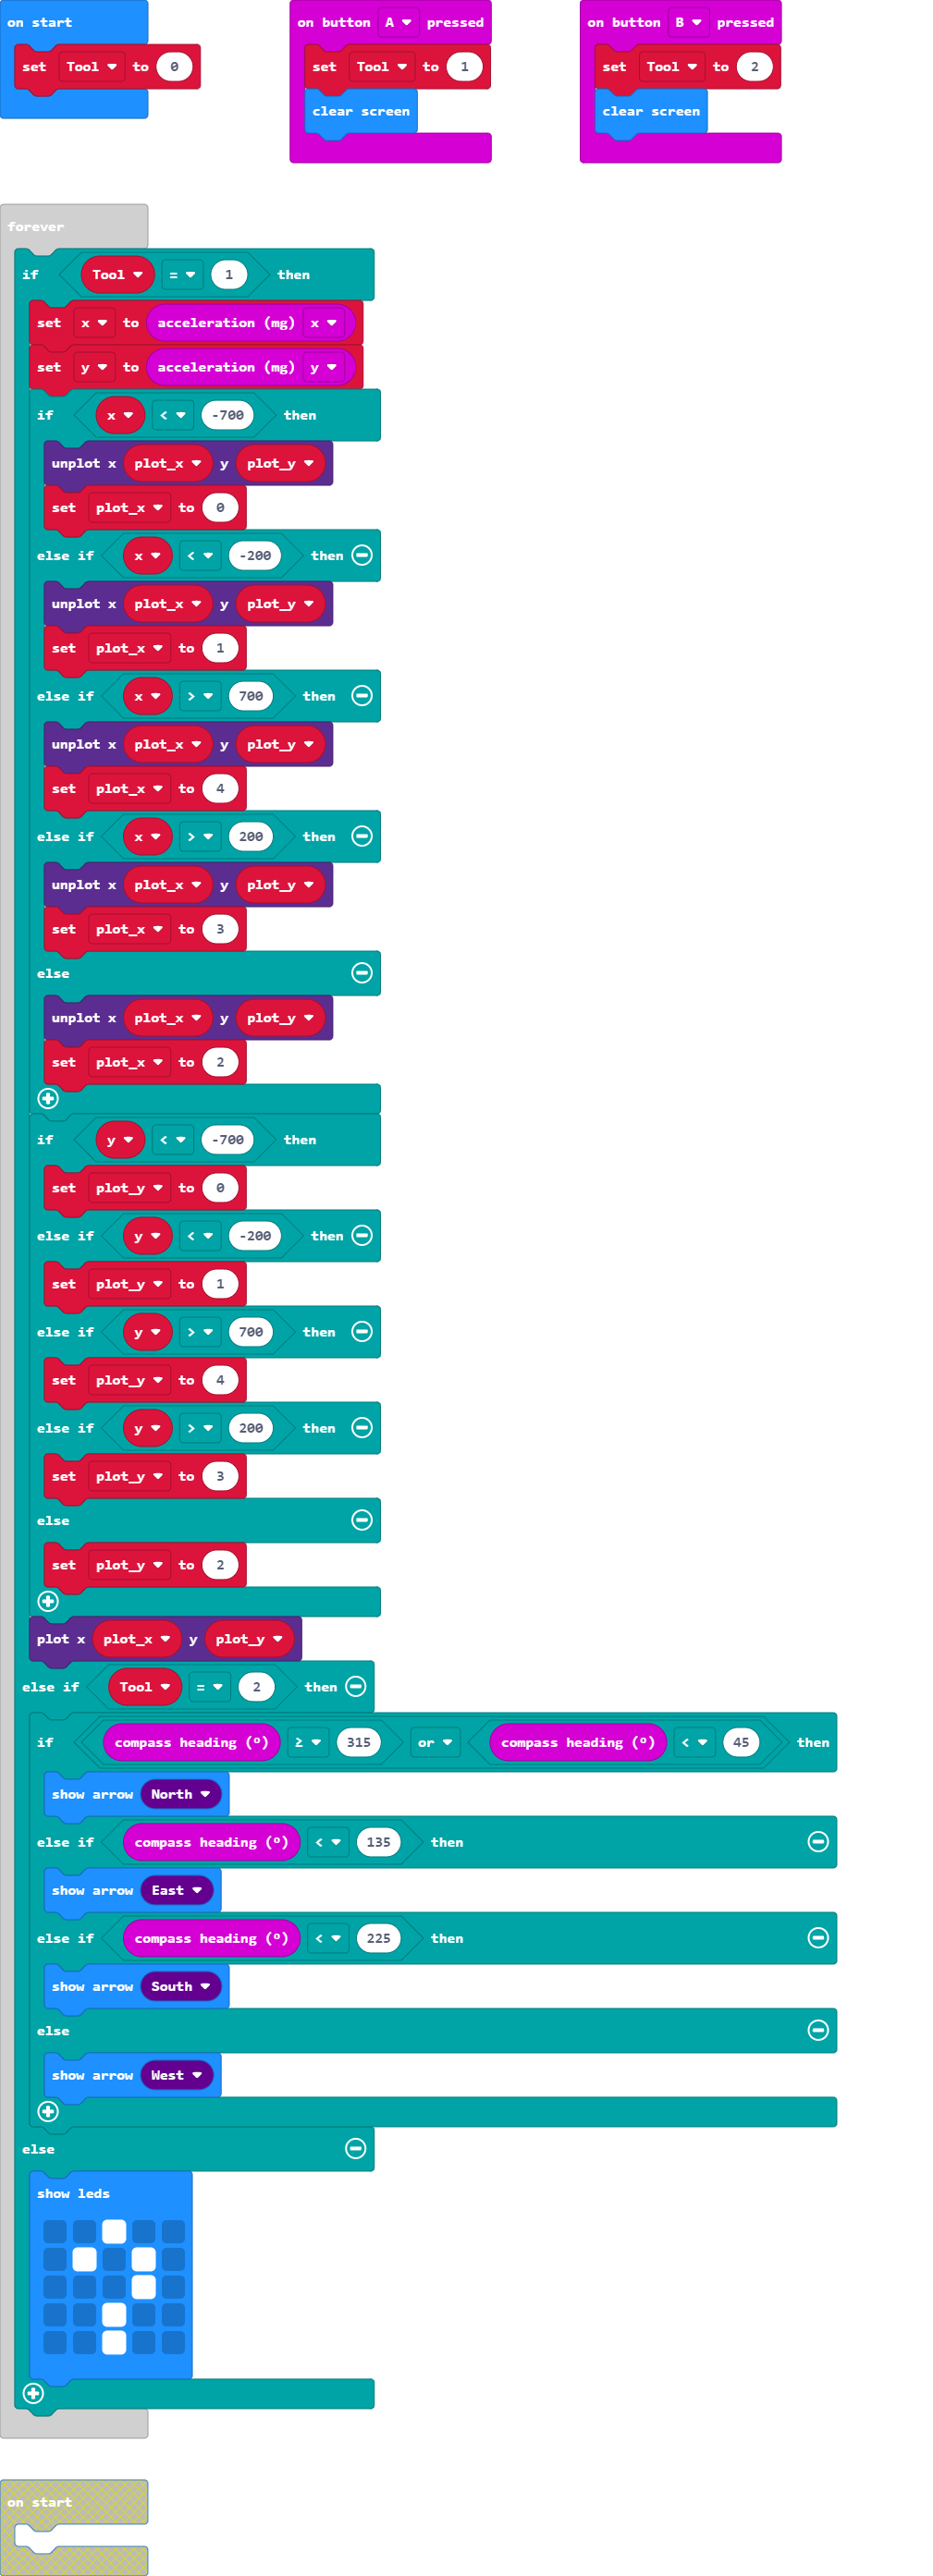 on start
set Tool to 0
on button A pressed
set Tool to 1
clear screen
on button B pressed
set Tool to 2
clear screen
forever
if Tool = 1 then
set x to acceleration (mg) x
set y to acceleration (mg) y
if x < -700 then
unplot x plot_x y plot_y
set plot_x to 0
else if x < -200 then
unplot x plot_x y plot_y
set plot_x to 1
else if x > 700 then
unplot x plot_x y plot_y
set plot_x to 4
else if x > 200 then
unplot x plot_x y plot_y
set plot_x to 3
else
unplot x plot_x y plot_y
set plot_x to 2
if y < -700 then
set plot_y to 0
else if y < -200 then
set plot_y to 1
else if y > 700 then
set plot_y to 4
else if y > 200 then
set plot_y to 3
else
set plot_y to 2
plot x plot_x y plot_y
else if Tool = 2 then
if compass heading (º) ≥ 315 or compass heading (º) < 45 then
show arrow North
else if compass heading (º) < 135 then
show arrow East
else if compass heading (º) < 225 then
show arrow South
else
show arrow West
else
show leds
on start